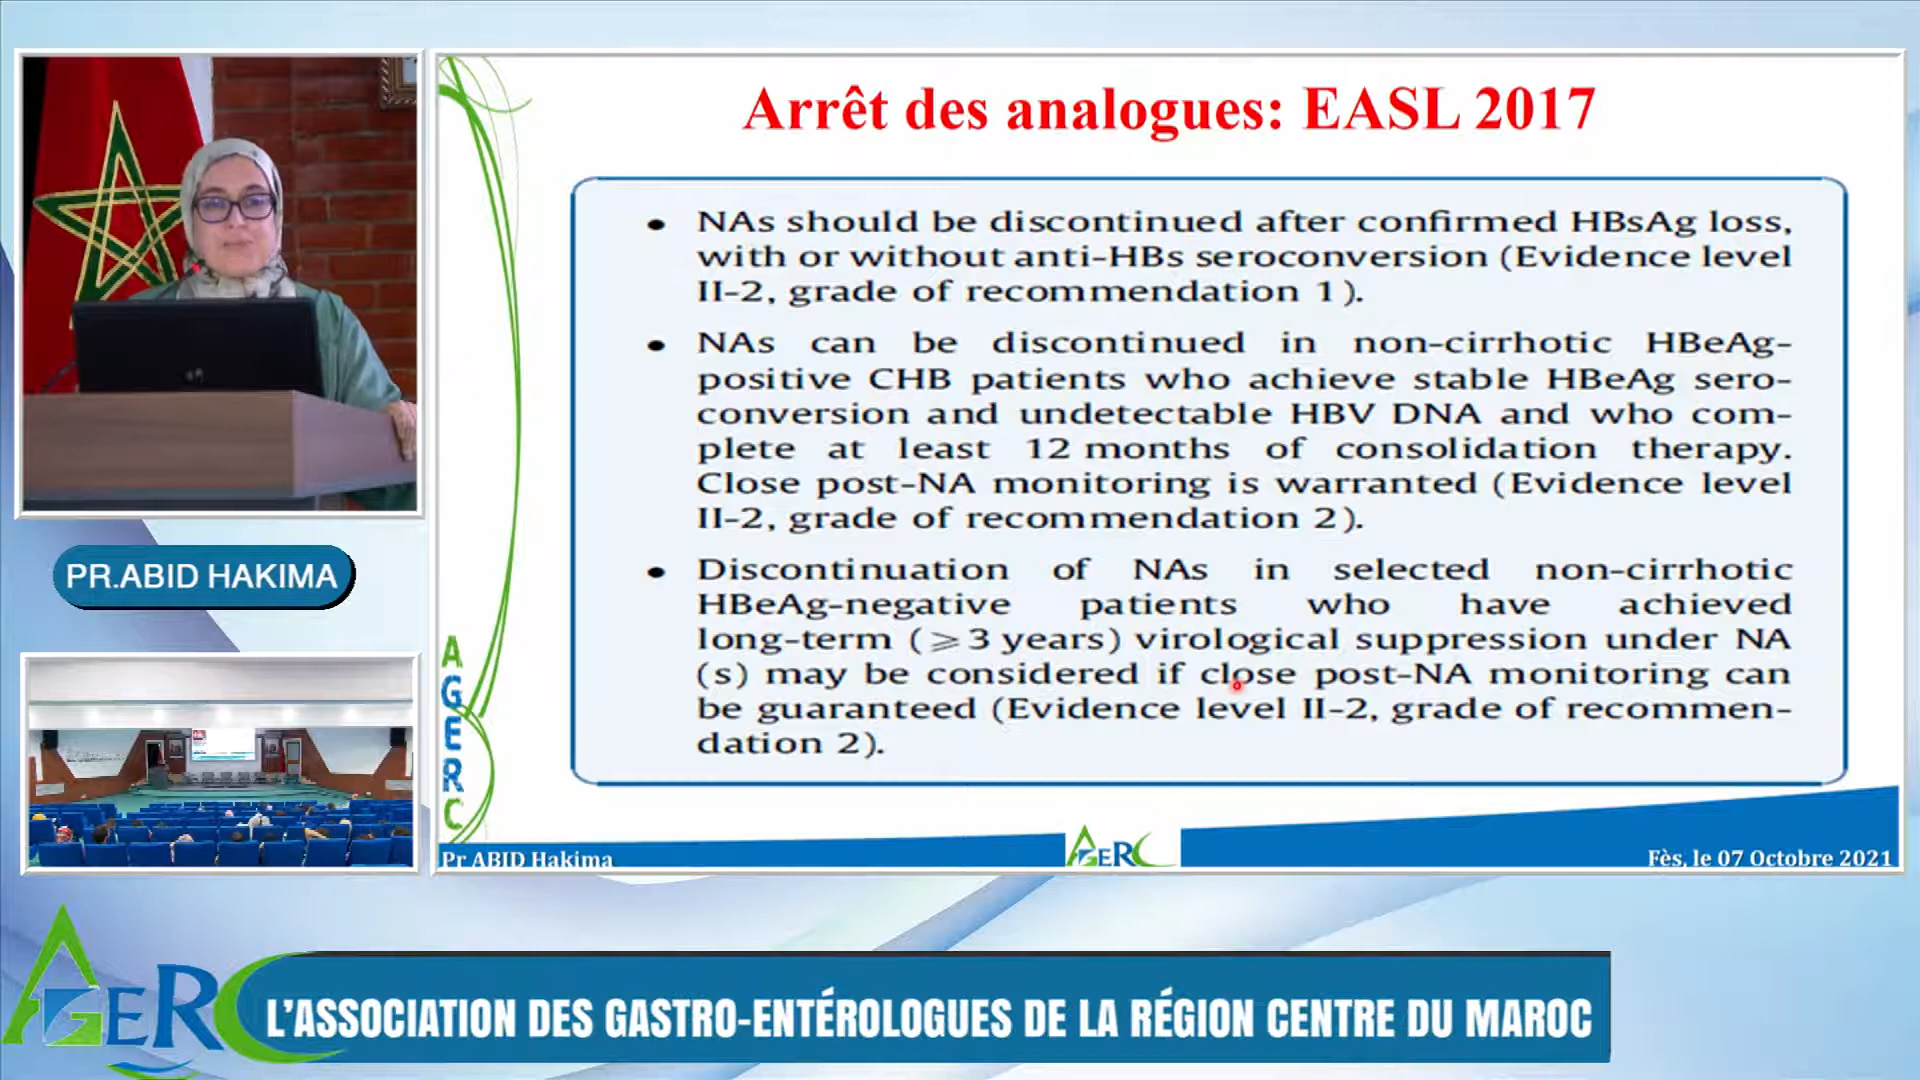 Arrêt des analogues: EASL 2017
• NAs should be discontinued after confirmed HBsAg loss,
with or without anti-HBs seroconversion (Evidence level
II-2, grade of recommendation 1).
• NAs can be discontinued in non-cirrhotic HBeAg-
positive CHB patients who achieve stable HBeAg sero-
conversion and undetectable HBV DNA and who com-
plete at least 12 months of consolidation therapy.
Close post-NA monitoring is warranted (Evidence level
II-2, grade of recommendation 2).
• Discontinuation of NAs in selected non-cirrhotic
HBeAg-negative patients who have achieved
long-term (⩾3 years) virological suppression under NA
(s) may be considered if close post-NA monitoring can
be guaranteed (Evidence level II-2, grade of recommen-
dation 2).
AGERC
Pr ABID Hakima
AGERC
Fès, le 07 Octobre 2021
PR.ABID HAKIMA
AGERC
L'ASSOCIATION DES GASTRO-ENTÉROLOGUES DE LA RÉGION CENTRE DU MAROC